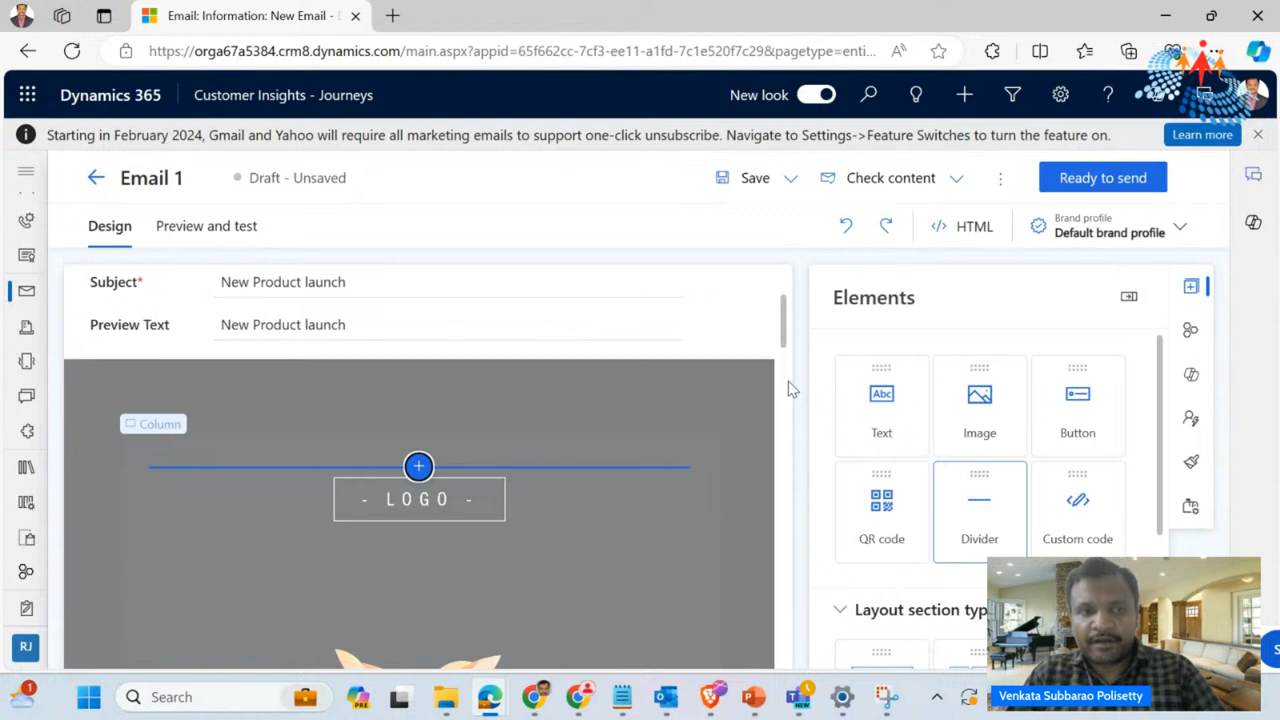 Email: Information: New Email -
https://orga67a5384.crm8.dynamics.com/main.aspx?appid=65f662cc-7cf3-ee11-a1fd-7c1e520f7c29&pagetype=enti...
Dynamics 365
Customer Insights - Journeys
New look
Starting in February 2024, Gmail and Yahoo will require all marketing emails to support one-click unsubscribe. Navigate to Settings->Feature Switches to turn the feature on.
Learn more
Email 1
Draft - Unsaved
Save
Check content
Ready to send
Design
Preview and test
HTML
Brand profile
Default brand profile
Subject*
New Product launch
Preview Text
New Product launch
Column
- LOGO -
Elements
Abc
Text
Image
Button
QR code
Divider
Custom code
Layout section typ
RJ
Venkata Subbarao Polisetty
1
Search
NEW
S